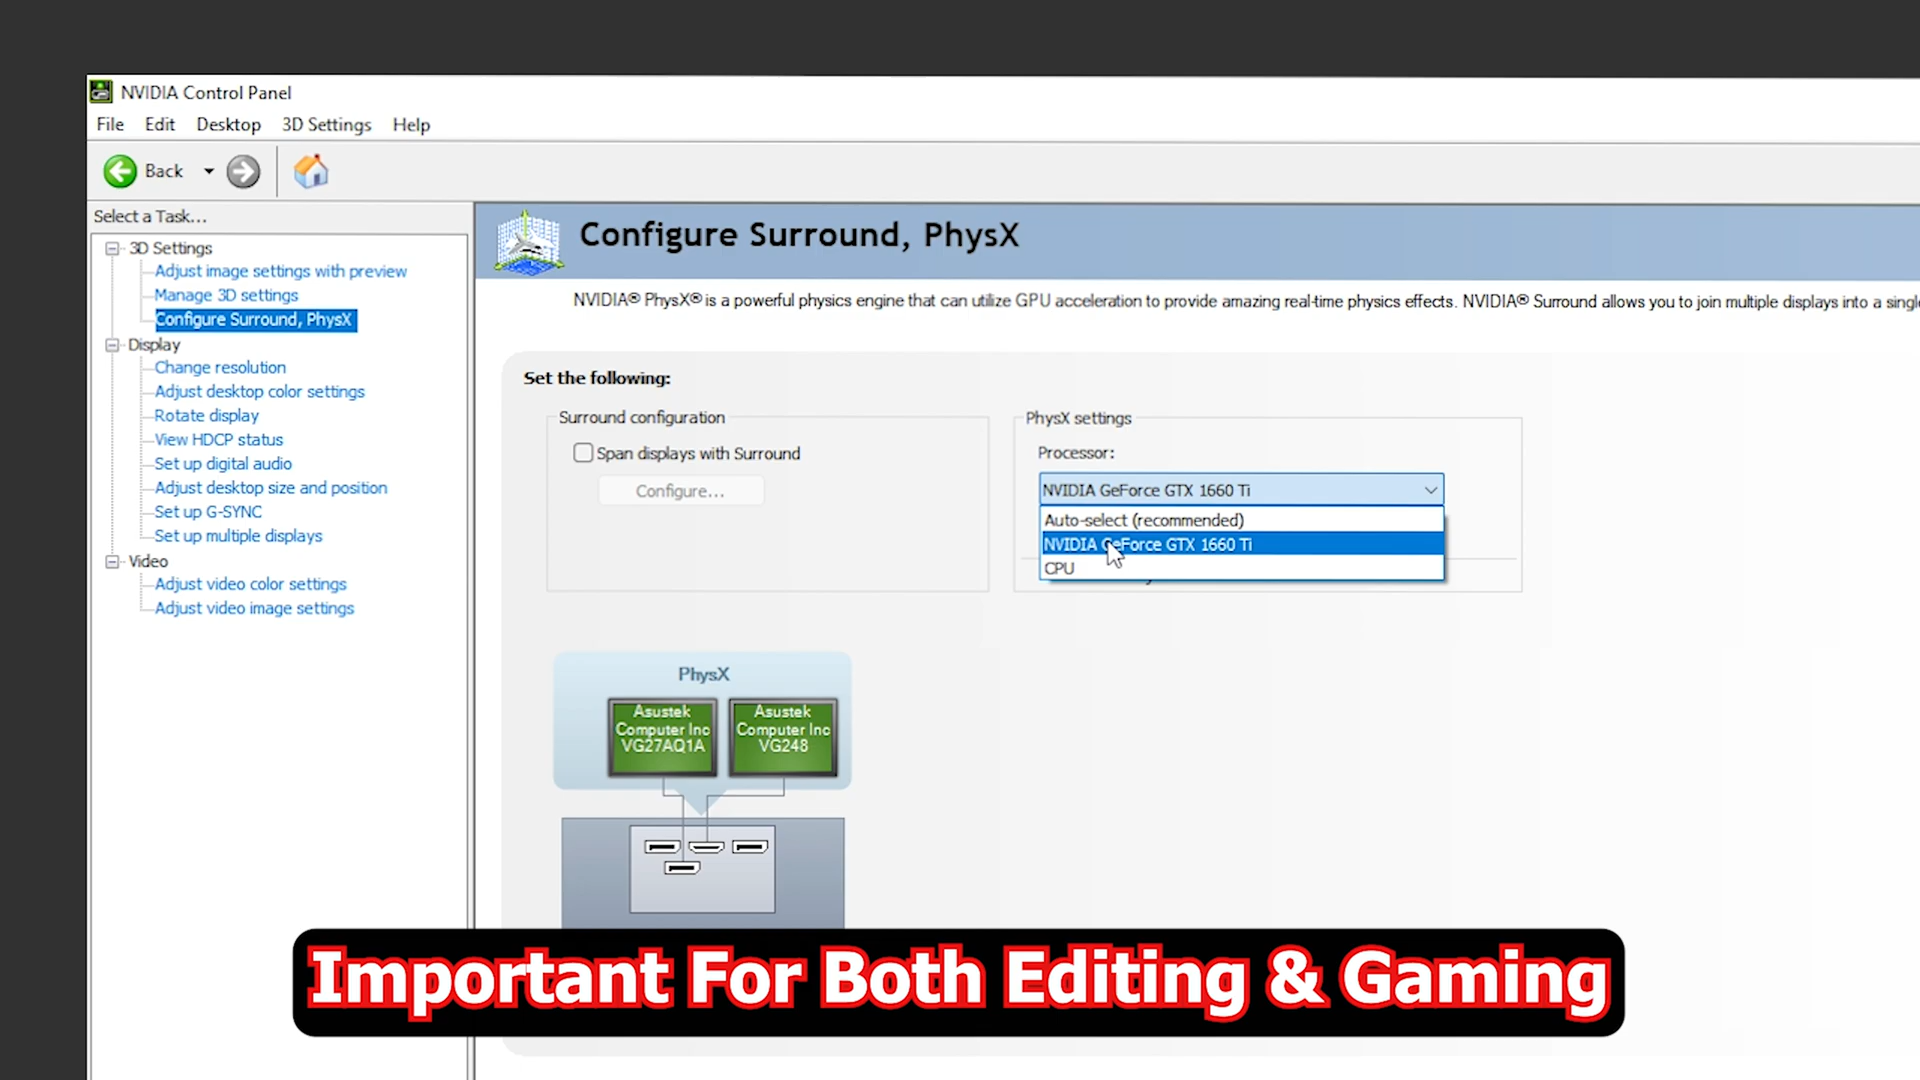 NVIDIA Control Panel
File Edit Desktop 3D Settings Help
Back
Select a Task...
3D Settings
Adjust image settings with preview
Manage 3D settings
Configure Surround, PhysX
Display
Change resolution
Adjust desktop color settings
Rotate display
View HDCP status
Set up digital audio
Adjust desktop size and position
Set up G-SYNC
Set up multiple displays
Video
Adjust video color settings
Adjust video image settings
Configure Surround, PhysX
NVIDIA® PhysX® is a powerful physics engine that can utilize GPU acceleration to provide amazing real-time physics effects. NVIDIA® Surround allows you to join multiple displays into a singl
Set the following:
Surround configuration
Span displays with Surround
Configure...
PhysX settings
Processor:
NVIDIA GeForce GTX 1660 Ti
Auto-select (recommended)
NVIDIA GeForce GTX 1660 Ti
CPU
PhysX
Asustek
Computer Inc
VG27AQ1A
Asustek
Computer Inc
VG248
Important For Both Editing & Gaming